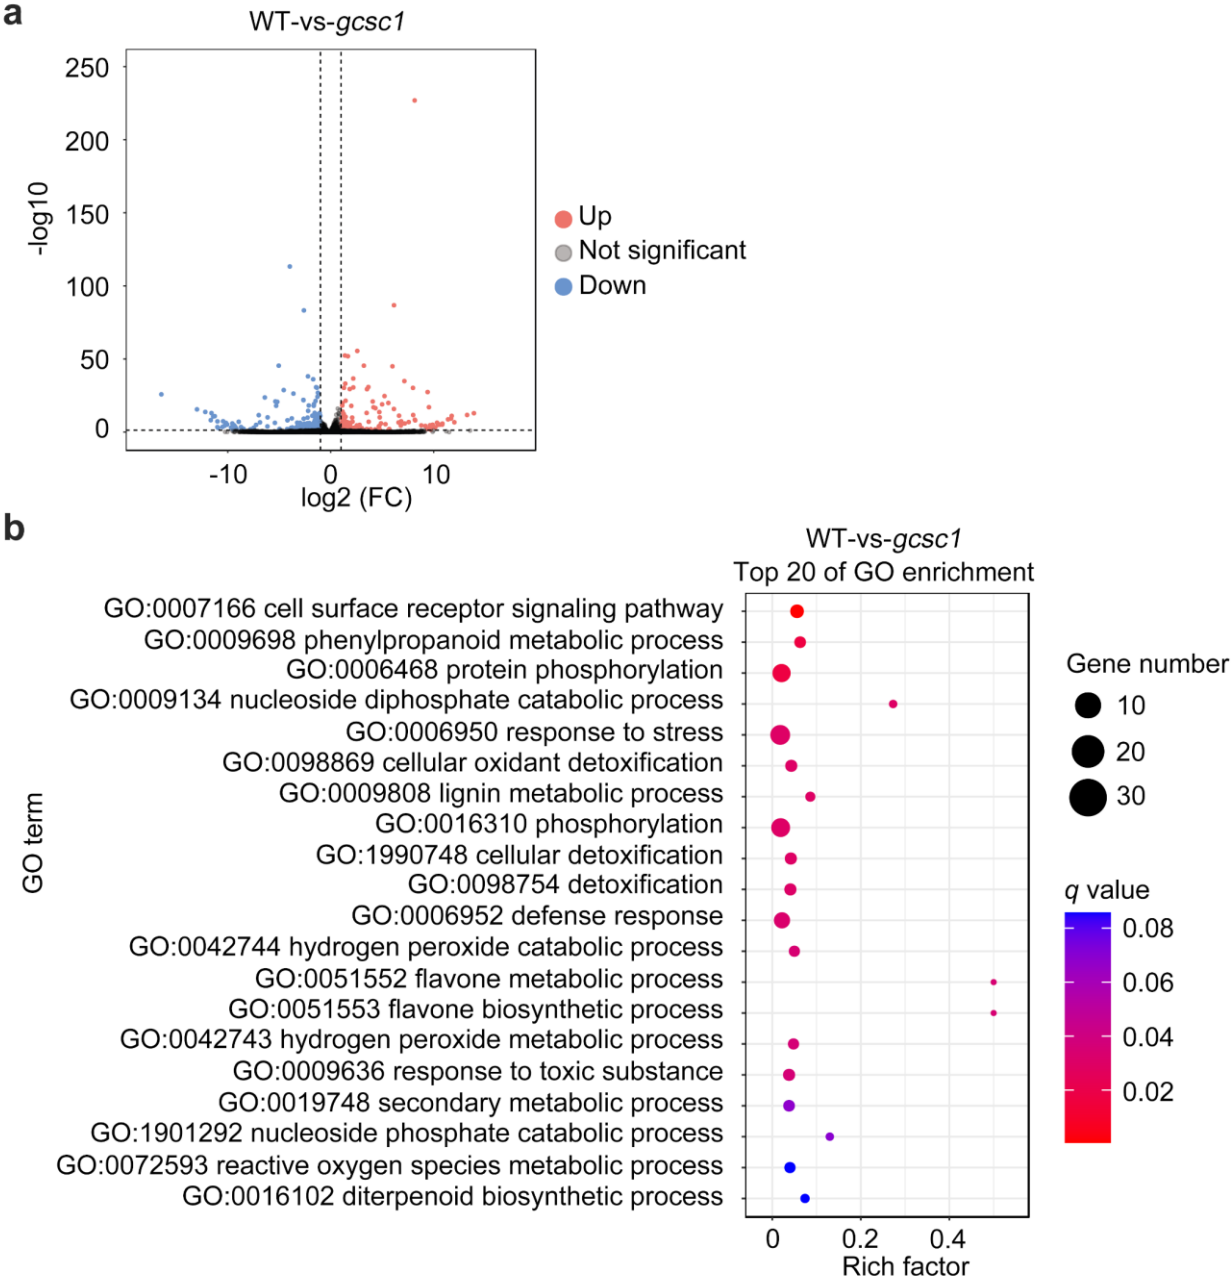 a
WT-vs-gcsc1
250
200
150
100
50
0
-log10
-10 0 10
log2 (FC)
Up
Not significant
Down
b
WT-vs-gcsc1
Top 20 of GO enrichment
GO term
GO:0007166 cell surface receptor signaling pathway
GO:0009698 phenylpropanoid metabolic process
GO:0006468 protein phosphorylation
GO:0009134 nucleoside diphosphate catabolic process
GO:0006950 response to stress
GO:0098869 cellular oxidant detoxification
GO:0009808 lignin metabolic process
GO:0016310 phosphorylation
GO:1990748 cellular detoxification
GO:0098754 detoxification
GO:0006952 defense response
GO:0042744 hydrogen peroxide catabolic process
GO:0051552 flavone metabolic process
GO:0051553 flavone biosynthetic process
GO:0042743 hydrogen peroxide metabolic process
GO:0009636 response to toxic substance
GO:0019748 secondary metabolic process
GO:1901292 nucleoside phosphate catabolic process
GO:0072593 reactive oxygen species metabolic process
GO:0016102 diterpenoid biosynthetic process
0 0.2 0.4
Rich factor
Gene number
10
20
30
q value
0.08
0.06
0.04
0.02